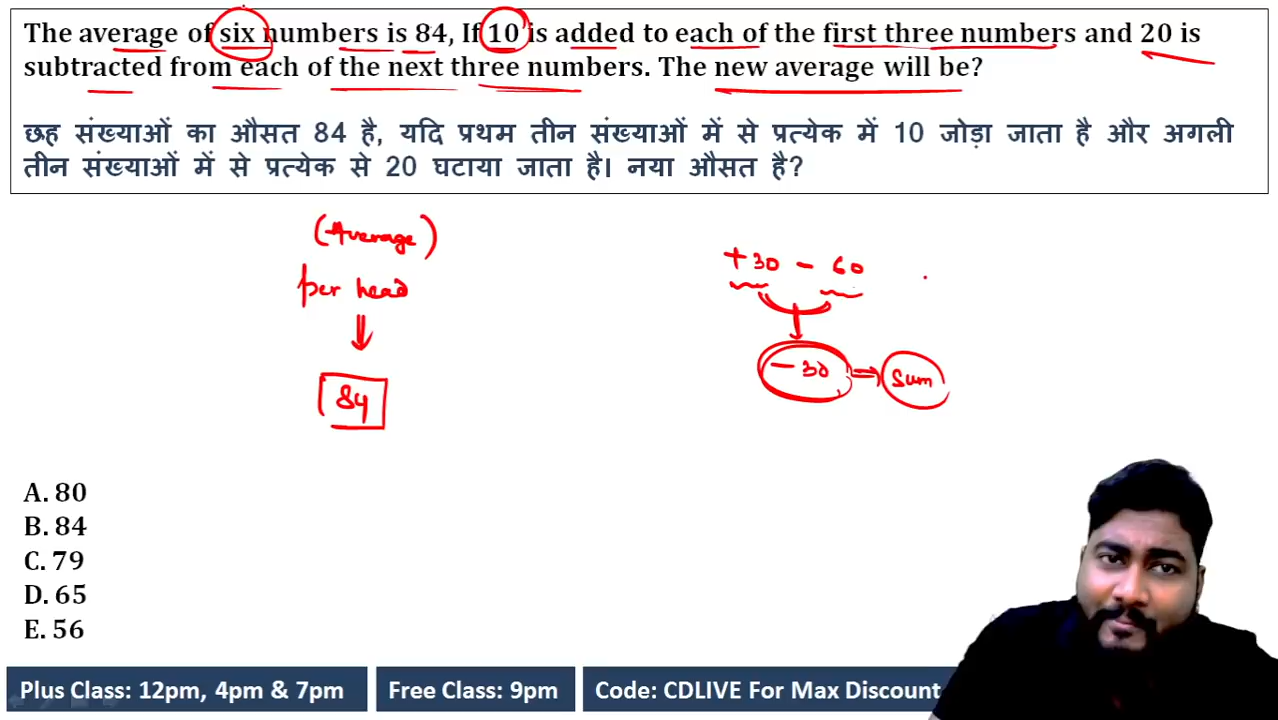 The average of six numbers is 84, If 10 is added to each of the first three numbers and 20 is
subtracted from each of the next three numbers. The new average will be?
छह संख्याओं का औसत 84 है, यदि प्रथम तीन संख्याओं में से प्रत्येक में 10 जोड़ा जाता है और अगली
तीन संख्याओं में से प्रत्येक से 20 घटाया जाता है। नया औसत है?
(Average)
per head
84
+30 - 60
- 30 ⇒ Sum
A. 80
B. 84
C. 79
D. 65
E. 56
Plus Class: 12pm, 4pm & 7pm
Free Class: 9pm
Code: CDLIVE For Max Discount